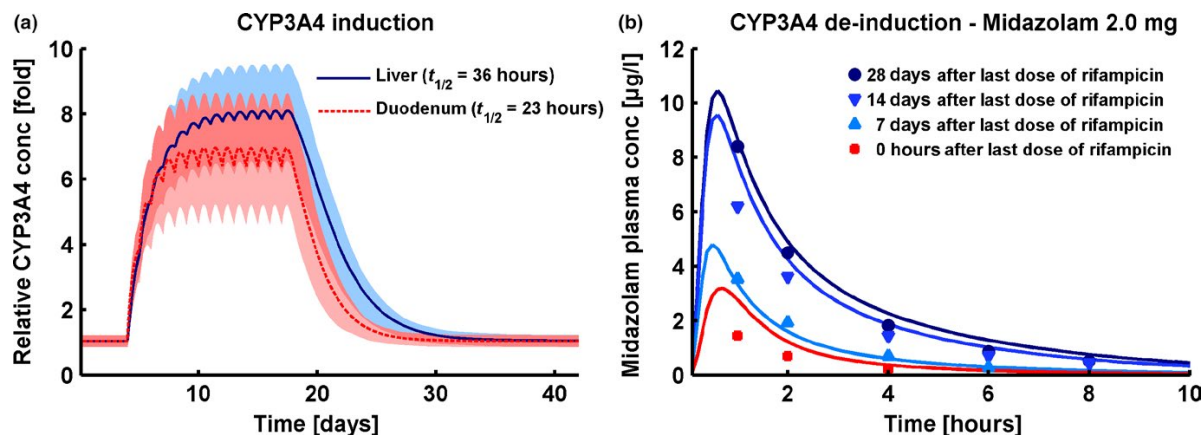 (a) CYP3A4 induction
Relative CYP3A4 conc [fold]
10
8
6
4
2
0
Liver (t1/2 = 36 hours)
Duodenum (t1/2 = 23 hours)
10 20 30 40
Time [days]
(b) CYP3A4 de-induction - Midazolam 2.0 mg
Midazolam plasma conc [µg/l]
12
10
8
6
4
2
0
28 days after last dose of rifampicin
14 days after last dose of rifampicin
7 days after last dose of rifampicin
0 hours after last dose of rifampicin
2 4 6 8 10
Time [hours]